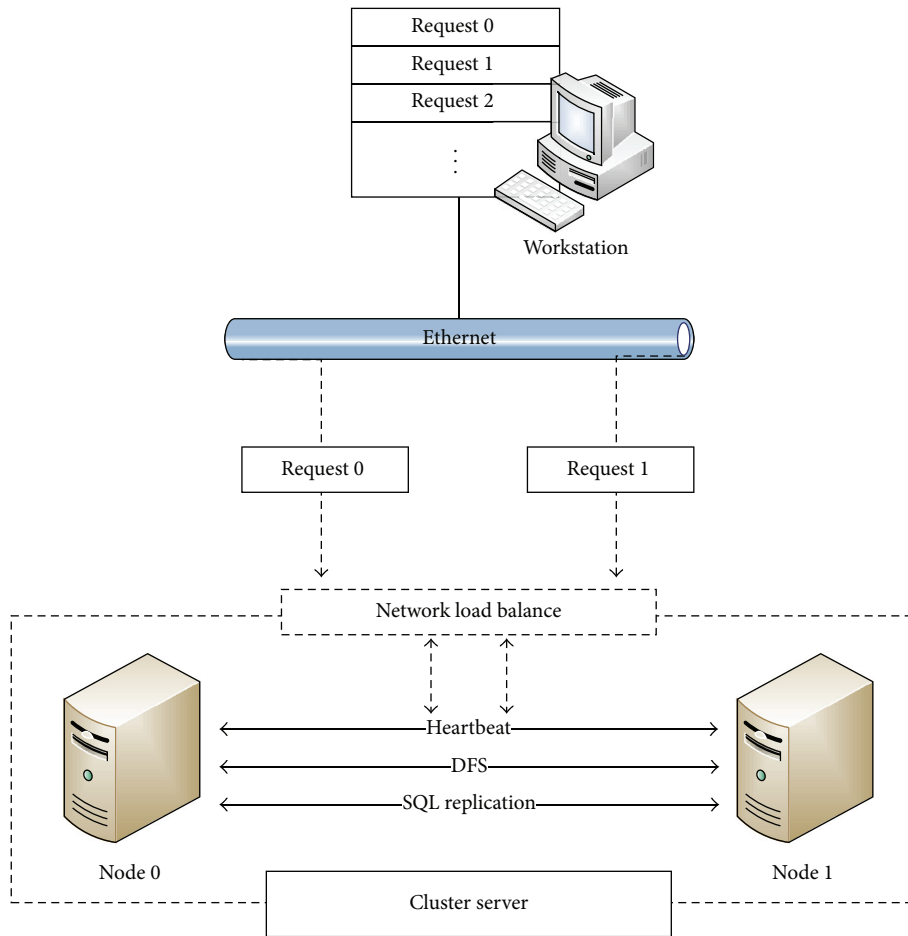 Request 0
Request 1
Request 2
⋮
Workstation
Ethernet
Request 0
Request 1
Network load balance
Heartbeat
DFS
SQL replication
Node 0
Node 1
Cluster server